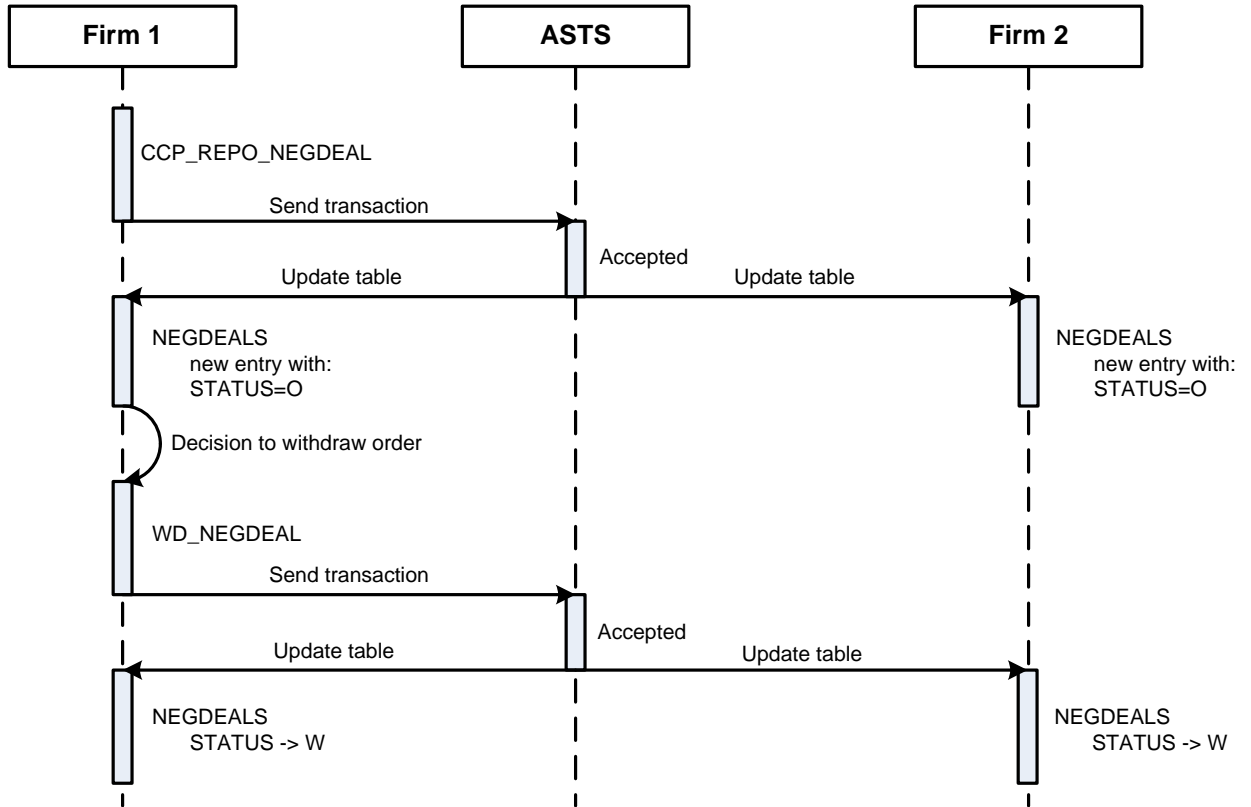 Firm 1
ASTS
Firm 2
CCP_REPO_NEGDEAL
Send transaction
Accepted
Update table
Update table
NEGDEALS
new entry with:
STATUS=O
NEGDEALS
new entry with:
STATUS=O
Decision to withdraw order
WD_NEGDEAL
Send transaction
Accepted
Update table
Update table
NEGDEALS
STATUS -> W
NEGDEALS
STATUS -> W